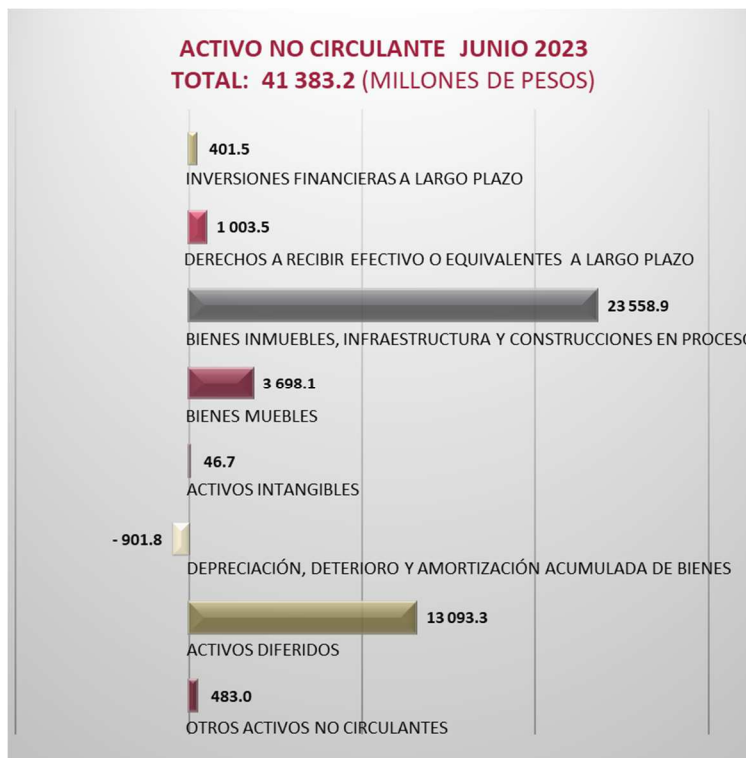 ACTIVO NO CIRCULANTE JUNIO 2023
TOTAL: 41 383.2 (MILLONES DE PESOS)
401.5
INVERSIONES FINANCIERAS A LARGO PLAZO
1 003.5
DERECHOS A RECIBIR EFECTIVO O EQUIVALENTES A LARGO PLAZO
23 558.9
BIENES INMUEBLES, INFRAESTRUCTURA Y CONSTRUCCIONES EN PROCESO
3 698.1
BIENES MUEBLES
46.7
ACTIVOS INTANGIBLES
- 901.8
DEPRECIACIÓN, DETERIORO Y AMORTIZACIÓN ACUMULADA DE BIENES
13 093.3
ACTIVOS DIFERIDOS
483.0
OTROS ACTIVOS NO CIRCULANTES